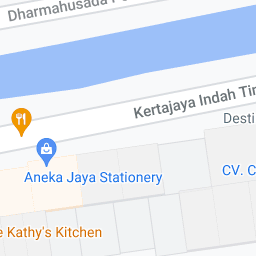 Dharmahusada
Kertajaya Indah Tim
Desti
Aneka Jaya Stationery
CV. C
e Kathy's Kitchen